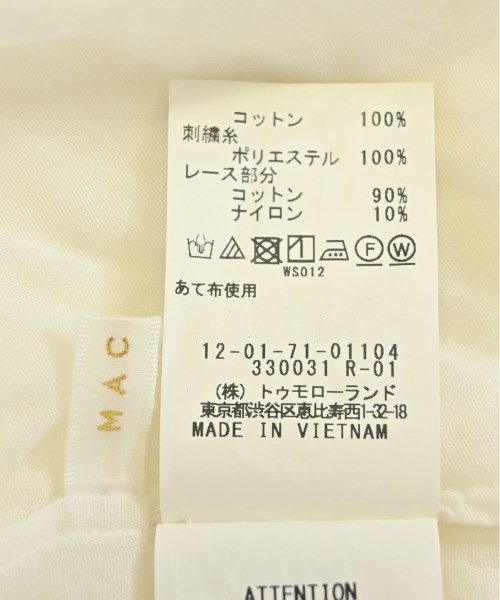 コットン 100%
刺繍糸
ポリエステル 100%
レース部分
コットン 90%
ナイロン 10%
F W
WS012
あて布使用
12-01-71-01104
330031 R-01
(株) トゥモローランド
東京都渋谷区恵比寿西1-32-18
MADE IN VIETNAM
MAC
ATTENTION